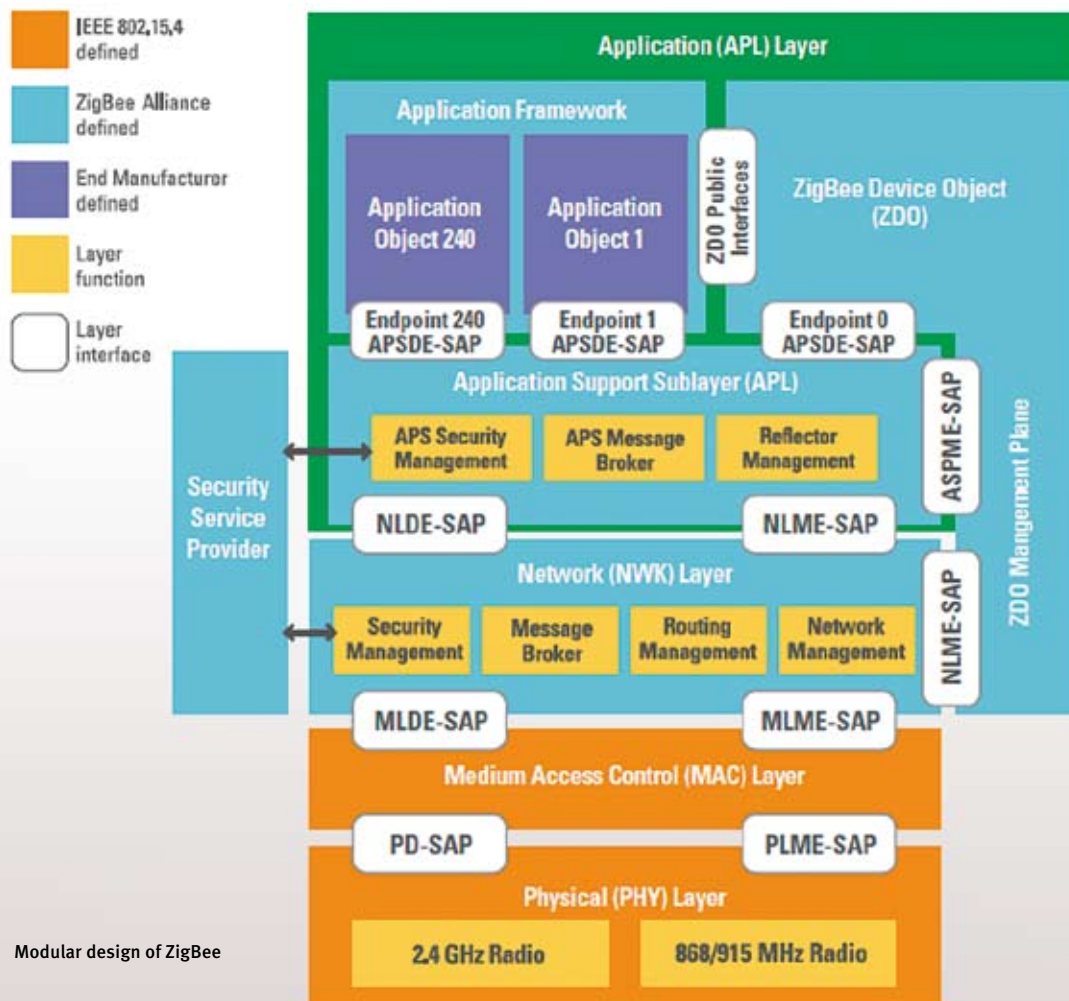 IEEE 802.15.4
defined
ZigBee Alliance
defined
End Manufacturer
defined
Layer
function
Layer
interface
Application (APL) Layer
Application Framework
Application
Object 240
Application
Object 1
ZDO Public
Interfaces
ZigBee Device Object
(ZDO)
Endpoint 240
APSDE-SAP
Endpoint 1
APSDE-SAP
Endpoint 0
APSDE-SAP
Application Support Sublayer (APL)
APS Security
Management
APS Message
Broker
Reflector
Management
ASPME-SAP
Security
Service
Provider
NLDE-SAP
NLME-SAP
Network (NWK) Layer
Security
Management
Message
Broker
Routing
Management
Network
Management
NLME-SAP
ZDO Mangement Plane
MLDE-SAP
MLME-SAP
Medium Access Control (MAC) Layer
PD-SAP
PLME-SAP
Physical (PHY) Layer
2.4 GHz Radio
868/915 MHz Radio
Modular design of ZigBee